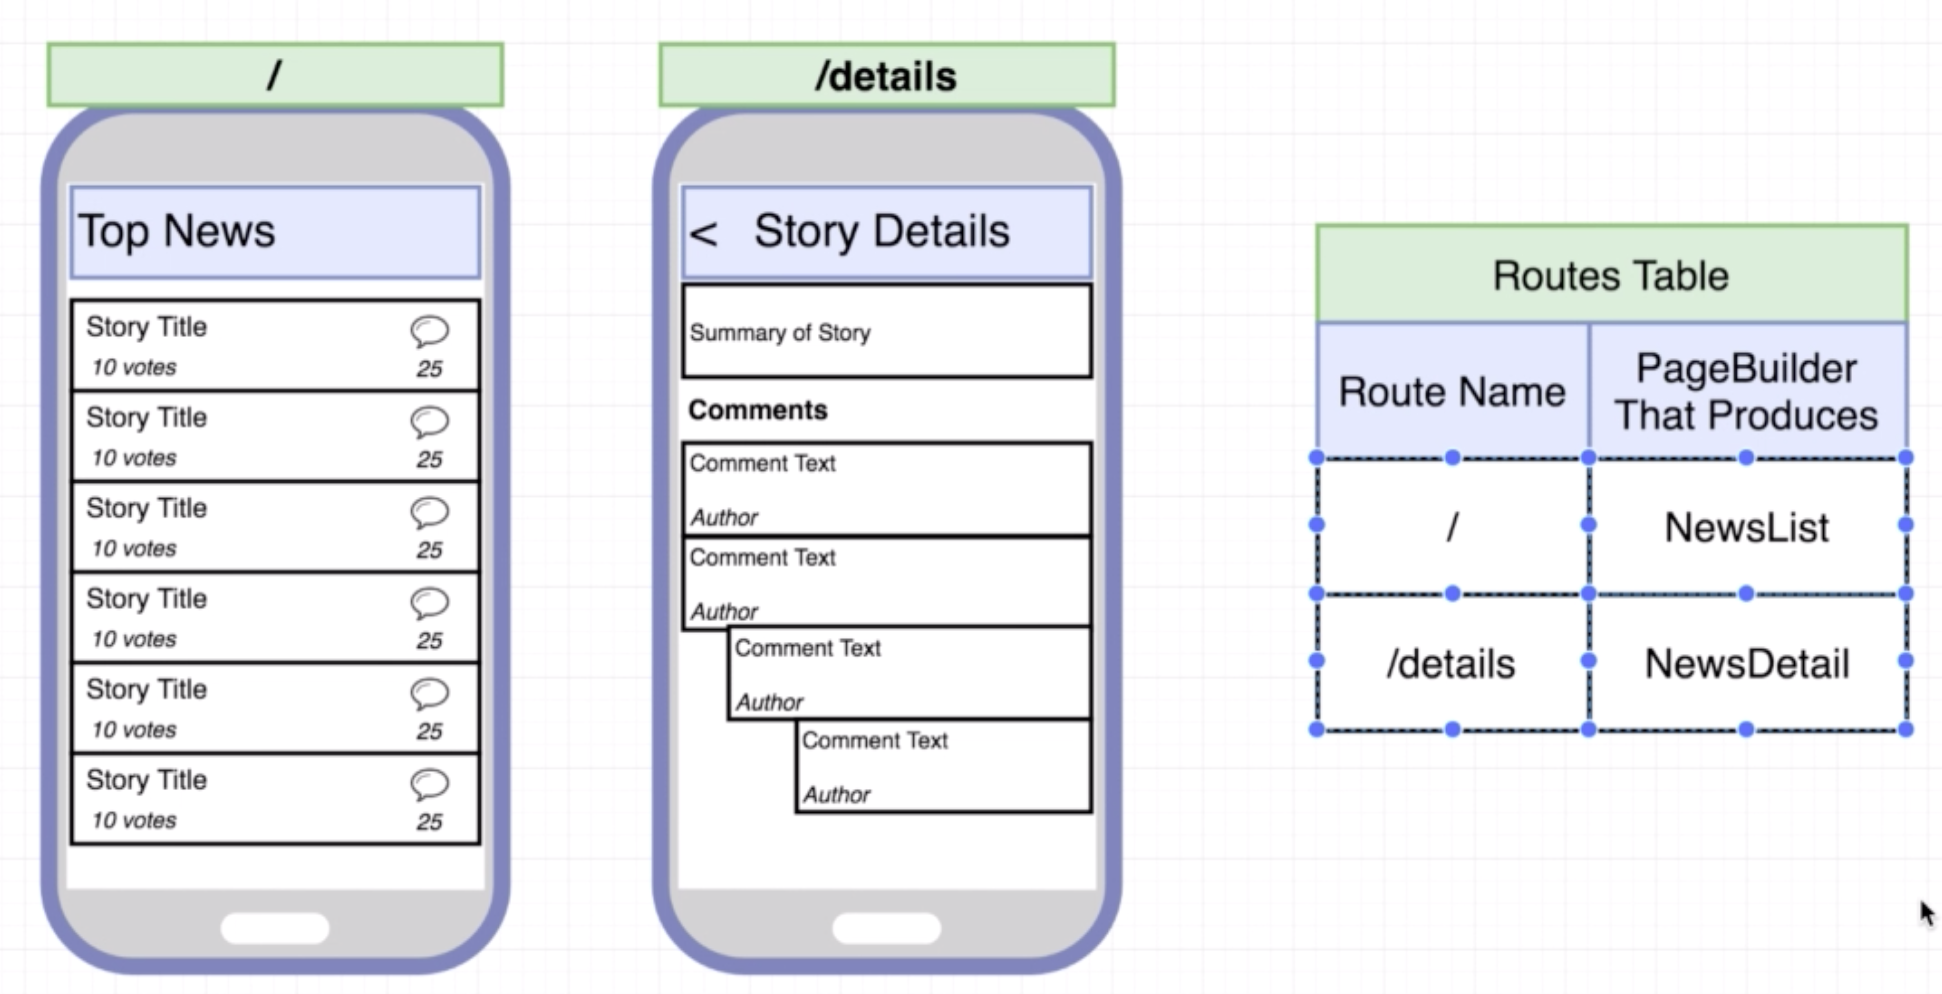 /
Top News
Story Title
10 votes
25
Story Title
10 votes
25
Story Title
10 votes
25
Story Title
10 votes
25
Story Title
10 votes
25
Story Title
10 votes
25
/details
< Story Details
Summary of Story
Comments
Comment Text
Author
Comment Text
Author
Comment Text
Author
Comment Text
Author
Routes Table
Route Name
PageBuilder
That Produces
/
NewsList
/details
NewsDetail